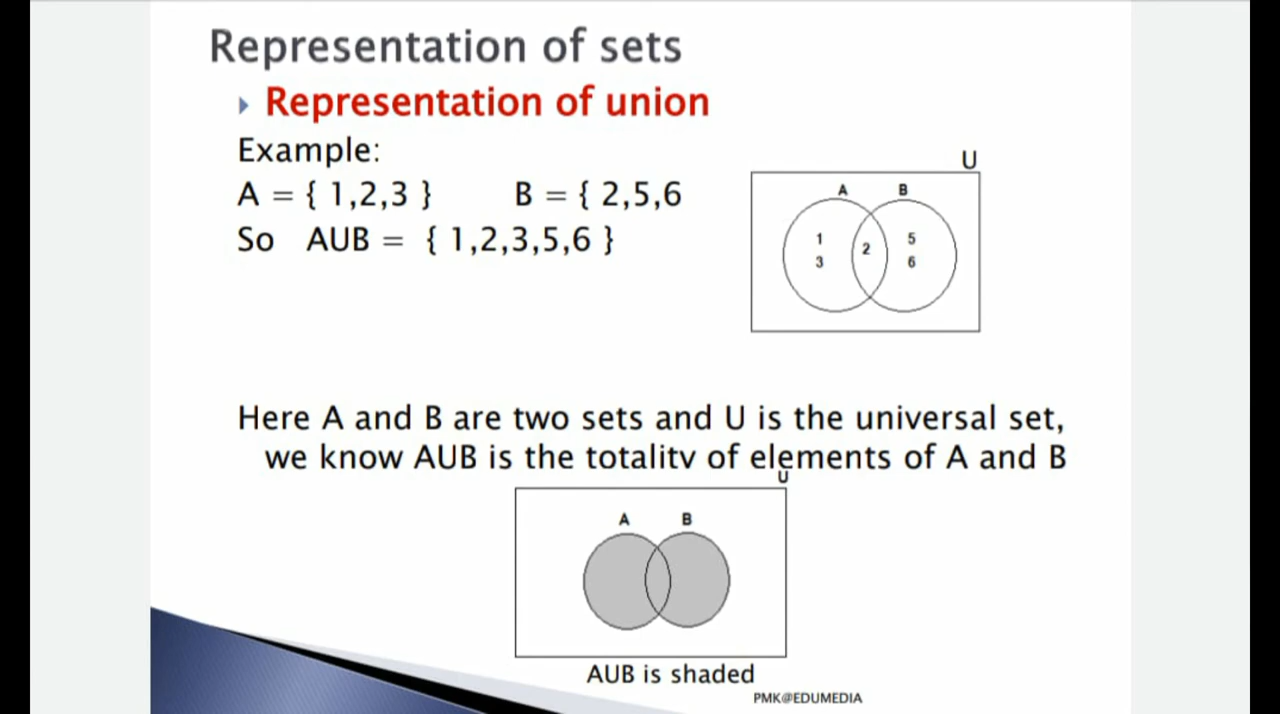 Representation of sets
Representation of union
Example:
A = { 1,2,3 } B = { 2,5,6
So AUB = { 1,2,3,5,6 }
U
A B
1 2 5
3 6
Here A and B are two sets and U is the universal set,
we know AUB is the totality of elements of A and B
U
A B
AUB is shaded
PMK@EDUMEDIA